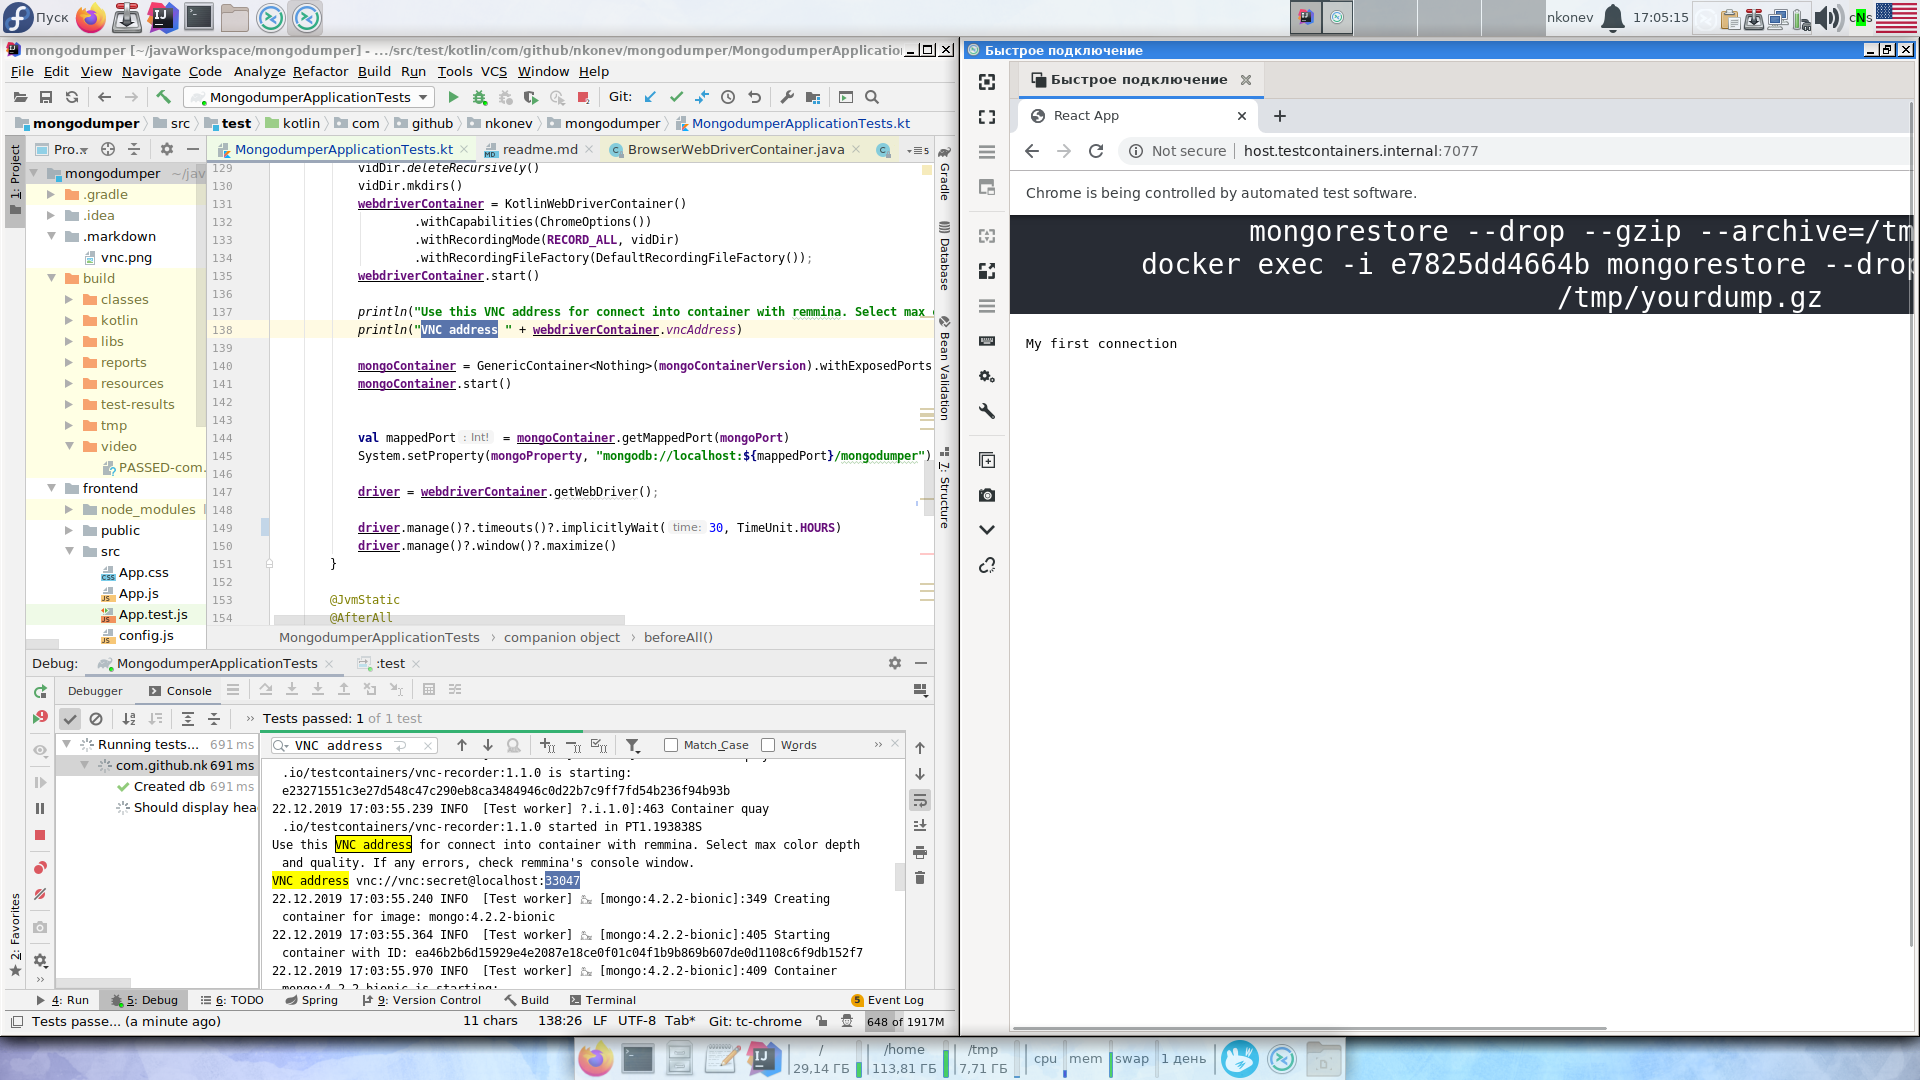 Пуск
nkonev
17:05:15
cNs
mongodumper [~/javaWorkspace/mongodumper] - .../src/test/kotlin/com/github/nkonev/mongodumper/MongodumperApplicatio
File Edit View Navigate Code Analyze Refactor Build Run Tools VCS Window Help
MongodumperApplicationTests
Git:
mongodumper src test kotlin com github nkonev mongodumper MongodumperApplicationTests.kt
1: Project
Pro..
MongodumperApplicationTests.kt
readme.md
BrowserWebDriverContainer.java
5
mongodumper ~/jav
.gradle
.idea
.markdown
vnc.png
build
classes
kotlin
libs
reports
resources
test-results
tmp
video
PASSED-com.
frontend
node_modules
public
src
App.css
App.js
App.test.js
config.js
129 vidDir.deleteRecursively()
130 vidDir.mkdirs()
131 webdriverContainer = KotlinWebDriverContainer()
132 .withCapabilities(ChromeOptions())
133 .withRecordingMode(RECORD_ALL, vidDir)
134 .withRecordingFileFactory(DefaultRecordingFileFactory());
135 webdriverContainer.start()
136
137 println("Use this VNC address for connect into container with remmina. Select max
138 println("VNC address " + webdriverContainer.vncAddress)
139
140 mongoContainer = GenericContainer<Nothing>(mongoContainerVersion).withExposedPorts
141 mongoContainer.start()
142
143
144 val mappedPort : Int! = mongoContainer.getMappedPort(mongoPort)
145 System.setProperty(mongoProperty, "mongodb://localhost:${mappedPort}/mongodumper")
146
147 driver = webdriverContainer.getWebDriver();
148
149 driver.manage()?.timeouts()?.implicitlyWait( time: 30, TimeUnit.HOURS)
150 driver.manage()?.window()?.maximize()
151 }
152
153 @JvmStatic
154 @AfterAll
MongodumperApplicationTests › companion object › beforeAll()
Gradle
Database
Bean Validation
7: Structure
Debug: MongodumperApplicationTests :test
Debugger Console
Tests passed: 1 of 1 test
Running tests... 691 ms
com.github.nk 691 ms
Created db 691 ms
Should display hea
VNC address
Match Case
Words
.io/testcontainers/vnc-recorder:1.1.0 is starting:
e23271551c3e27d548c47c290eb8ca3484946c0d22b7c9ff7fd54b236f94b93b
22.12.2019 17:03:55.239 INFO [Test worker] ?.i.1.0]:463 Container quay
.io/testcontainers/vnc-recorder:1.1.0 started in PT1.193838S
Use this VNC address for connect into container with remmina. Select max color depth
and quality. If any errors, check remmina's console window.
VNC address vnc://vnc:secret@localhost:33047
22.12.2019 17:03:55.240 INFO [Test worker] 🐳 [mongo:4.2.2-bionic]:349 Creating
container for image: mongo:4.2.2-bionic
22.12.2019 17:03:55.364 INFO [Test worker] 🐳 [mongo:4.2.2-bionic]:405 Starting
container with ID: ea46b2b6d15929e4e2087e18ce0f01c04f1b9b869b607de0d1108c6f9db152f7
22.12.2019 17:03:55.970 INFO [Test worker] 🐳 [mongo:4.2.2-bionic]:409 Container
mongo:4.2.2-bionic is starting:
2: Favorites
4: Run 5: Debug 6: TODO Spring 9: Version Control Build Terminal 5 Event Log
Tests passe... (a minute ago) 11 chars 138:26 LF UTF-8 Tab* Git: tc-chrome 648 of 1917M
Быстрое подключение
Быстрое подключение
React App
Not secure host.testcontainers.internal:7077
Chrome is being controlled by automated test software.
mongorestore --drop --gzip --archive=/tm
docker exec -i e7825dd4664b mongorestore --drop
/tmp/yourdump.gz
My first connection
/ 29,14 ГБ
/home 113,81 ГБ
/tmp 7,71 ГБ
cpu mem swap 1 день